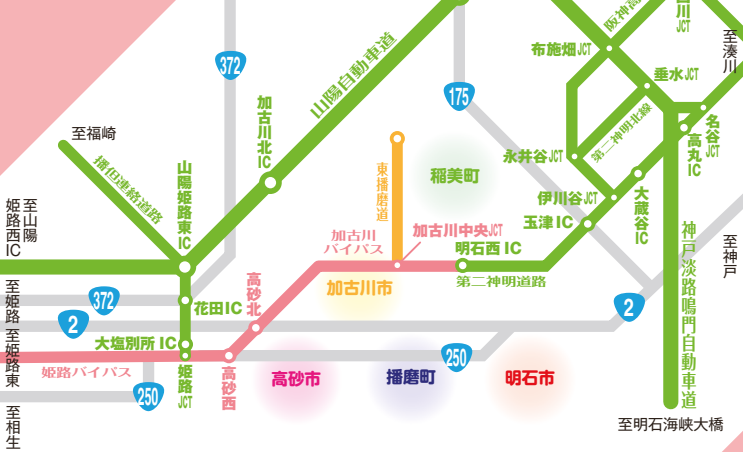 川JCT
阪神高
至湊川
布施畑JCT
垂水JCT
372
175
山陽自動車道
加古川北IC
至福崎
播但連絡道路
山陽姫路東IC
東播磨道
稲美町
永井谷JCT
第二神明北線
名谷JCT
高丸IC
伊川谷JCT
大蔵谷IC
玉津IC
至山陽姫路西IC
加古川バイパス
加古川中央JCT
明石西IC
第二神明道路
神戸淡路鳴門自動車道
至神戸
加古川市
高砂北
至姫路
372
花田IC
2
2
大塩別所IC
至姫路東
姫路バイパス
250
姫路JCT
高砂西
高砂市
播磨町
250
明石市
至相生
至明石海峡大橋